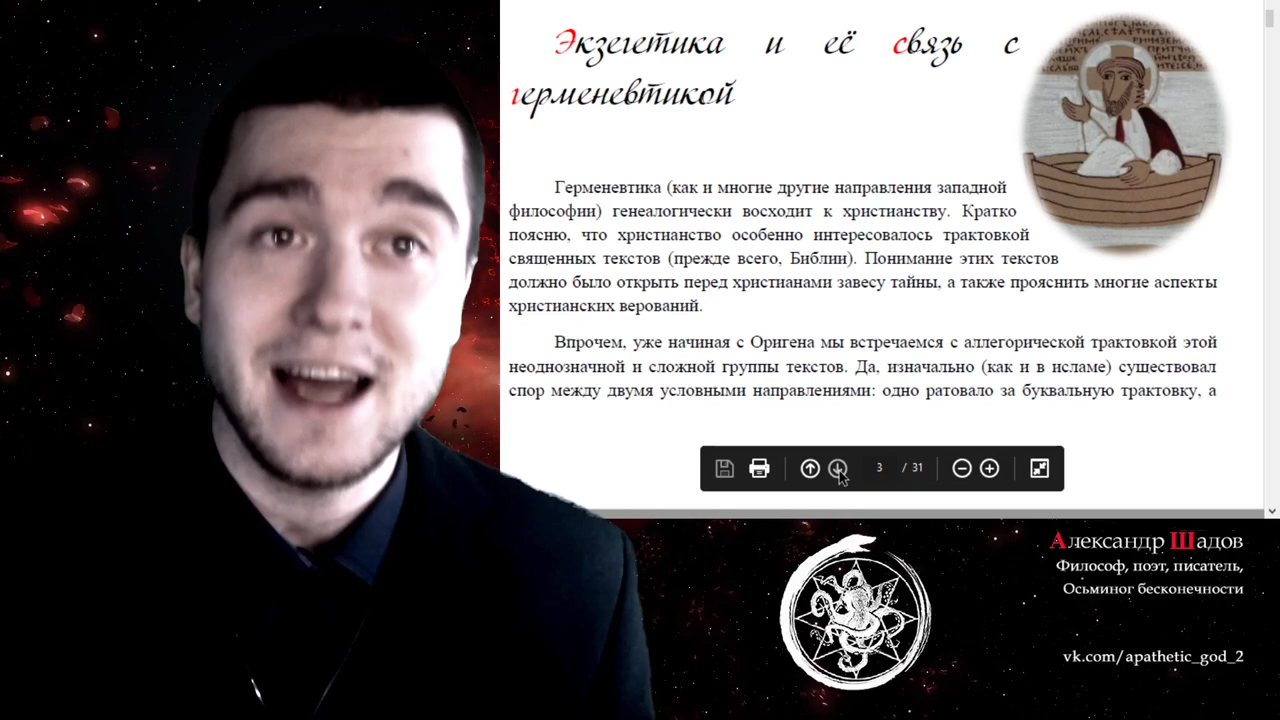 Экзегетика и её связь с
герменевтикой
Герменевтика (как и многие другие направления западной
философии) генеалогически восходит к христианству. Кратко
поясню, что христианство особенно интересовалось трактовкой
священных текстов (прежде всего, Библии). Понимание этих текстов
должно было открыть перед христианами завесу тайны, а также прояснить многие аспекты
христианских верований.
Впрочем, уже начиная с Оригена мы встречаемся с аллегорической трактовкой этой
неоднозначной и сложной группы текстов. Да, изначально (как и в исламе) существовал
спор между двумя условными направлениями: одно ратовало за буквальную трактовку, а
3 / 31
Александр Шадов
Философ, поэт, писатель,
Осьминог бесконечности
vk.com/apathetic_god_2